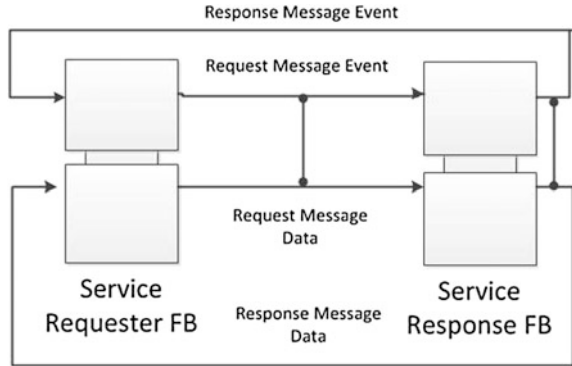 Response Message Event
Request Message Event
Request Message
Data
Service
Requester FB
Response Message
Data
Service
Response FB